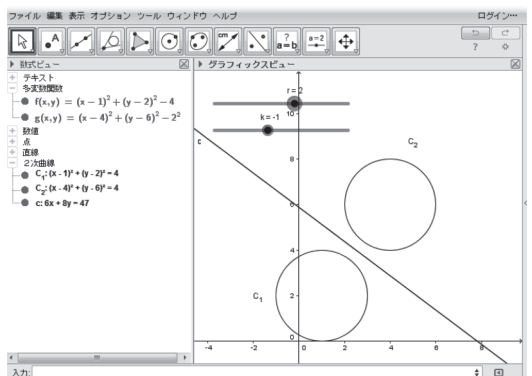 ファイル 編集 表示 オプション ツール ウィンドウ ヘルプ ログイン…
A
cm
?
a=b
a=2
?
数式ビュー
グラフィックスビュー
テキスト
多変数関数
f(x,y) = (x − 1)² + (y − 2)² − 4
g(x,y) = (x − 4)² + (y − 6)² − 2²
数値
点
直線
2次曲線
C₁: (x - 1)² + (y - 2)² = 4
C₂: (x - 4)² + (y - 6)² = 4
c: 6x + 8y = 47
r = 2
10
k = -1
c
C₂
8
6
4
C₁
2
0
-4 -2 0 2 4 6 8
入力: